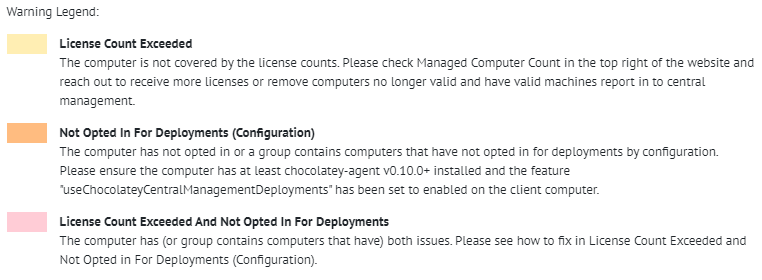 Warning Legend:
License Count Exceeded
The computer is not covered by the license counts. Please check Managed Computer Count in the top right of the website and
reach out to receive more licenses or remove computers no longer valid and have valid machines report in to central
management.
Not Opted In For Deployments (Configuration)
The computer has not opted in or a group contains computers that have not opted in for deployments by configuration.
Please ensure the computer has at least chocolatey-agent v0.10.0+ installed and the feature
"useChocolateyCentralManagementDeployments" has been set to enabled on the client computer.
License Count Exceeded And Not Opted In For Deployments
The computer has (or group contains computers that have) both issues. Please see how to fix in License Count Exceeded and
Not Opted in For Deployments (Configuration).